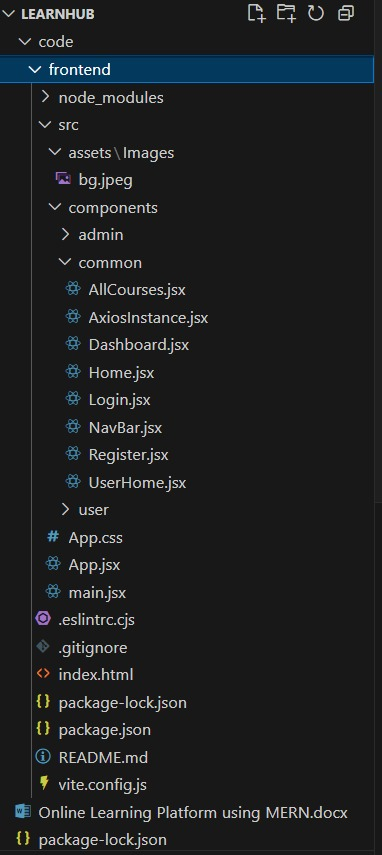 LEARNHUB
code
frontend
node_modules
src
assets\Images
bg.jpeg
components
admin
common
AllCourses.jsx
AxiosInstance.jsx
Dashboard.jsx
Home.jsx
Login.jsx
NavBar.jsx
Register.jsx
UserHome.jsx
user
# App.css
App.jsx
main.jsx
.eslintrc.cjs
.gitignore
<> index.html
{} package-lock.json
{} package.json
README.md
vite.config.js
Online Learning Platform using MERN.docx
{} package-lock.json